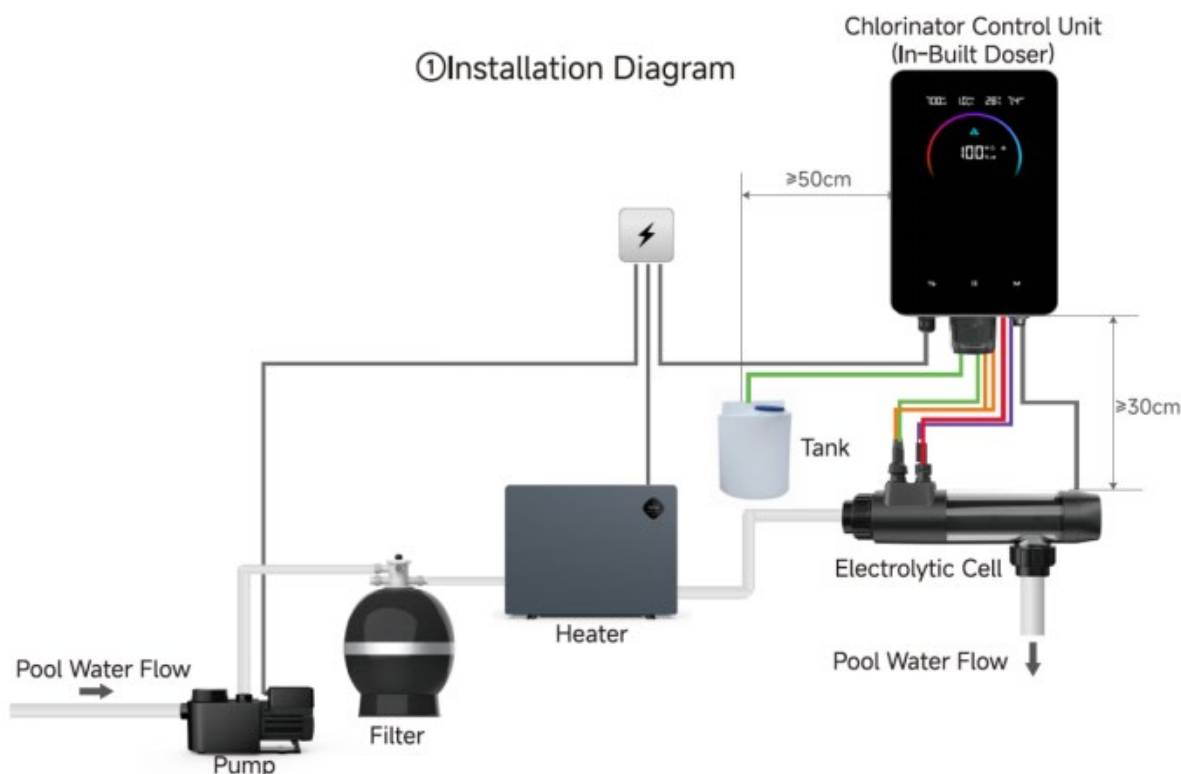 Chlorinator Control Unit
(In-Built Doser)
①Installation Diagram
≥50cm
100
≥30cm
Tank
Electrolytic Cell
Heater
Pool Water Flow
Pool Water Flow
Filter
Pump